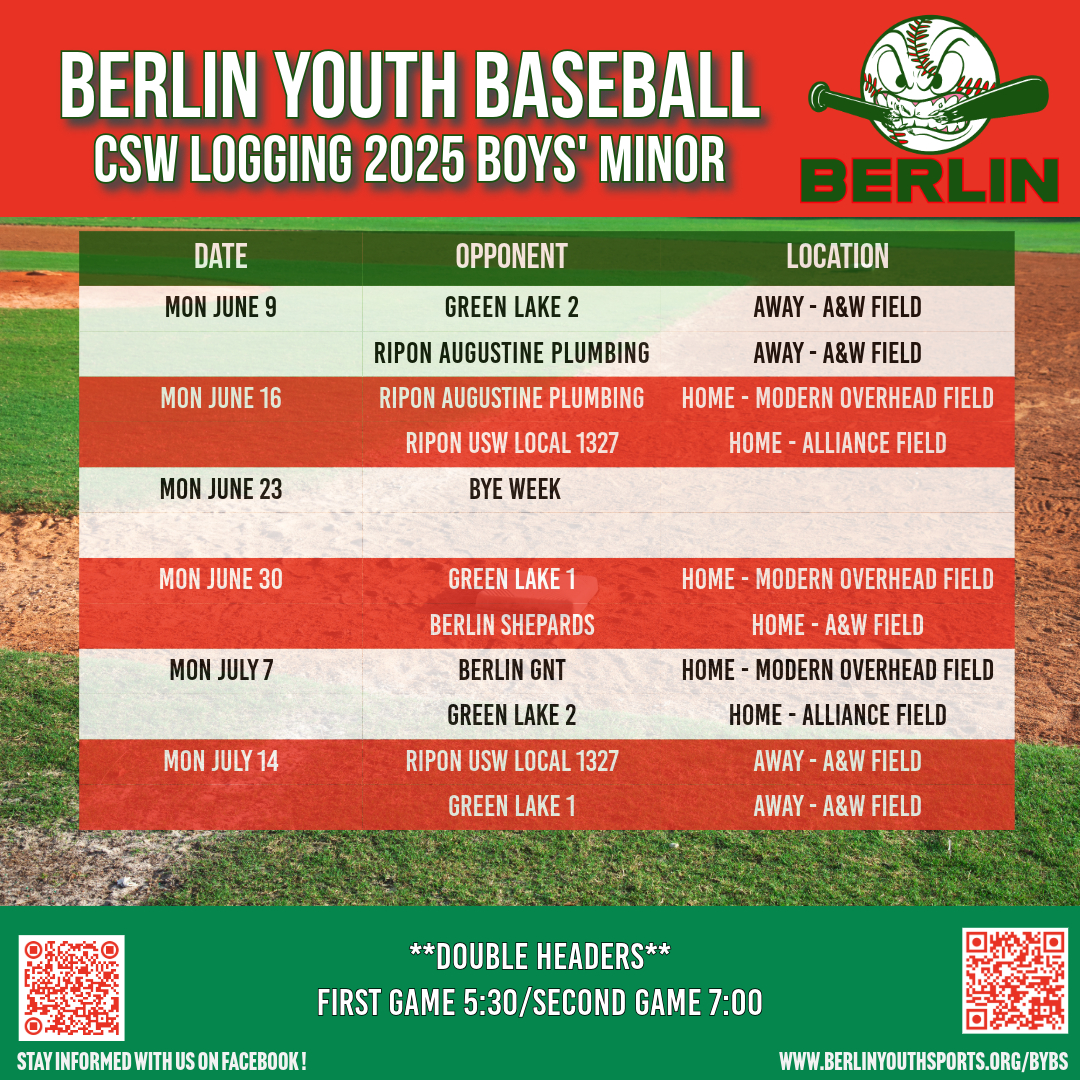 BERLIN YOUTH BASEBALL
CSW LOGGING 2025 BOYS' MINOR
BERLIN
DATE OPPONENT LOCATION
MON JUNE 9 GREEN LAKE 2 AWAY - A&W FIELD
RIPON AUGUSTINE PLUMBING AWAY - A&W FIELD
MON JUNE 16 RIPON AUGUSTINE PLUMBING HOME - MODERN OVERHEAD FIELD
RIPON USW LOCAL 1327 HOME - ALLIANCE FIELD
MON JUNE 23 BYE WEEK
MON JUNE 30 GREEN LAKE 1 HOME - MODERN OVERHEAD FIELD
BERLIN SHEPARDS HOME - A&W FIELD
MON JULY 7 BERLIN GNT HOME - MODERN OVERHEAD FIELD
GREEN LAKE 2 HOME - ALLIANCE FIELD
MON JULY 14 RIPON USW LOCAL 1327 AWAY - A&W FIELD
GREEN LAKE 1 AWAY - A&W FIELD
**DOUBLE HEADERS**
FIRST GAME 5:30/SECOND GAME 7:00
STAY INFORMED WITH US ON FACEBOOK !
WWW.BERLINYOUTHSPORTS.ORG/BYBS